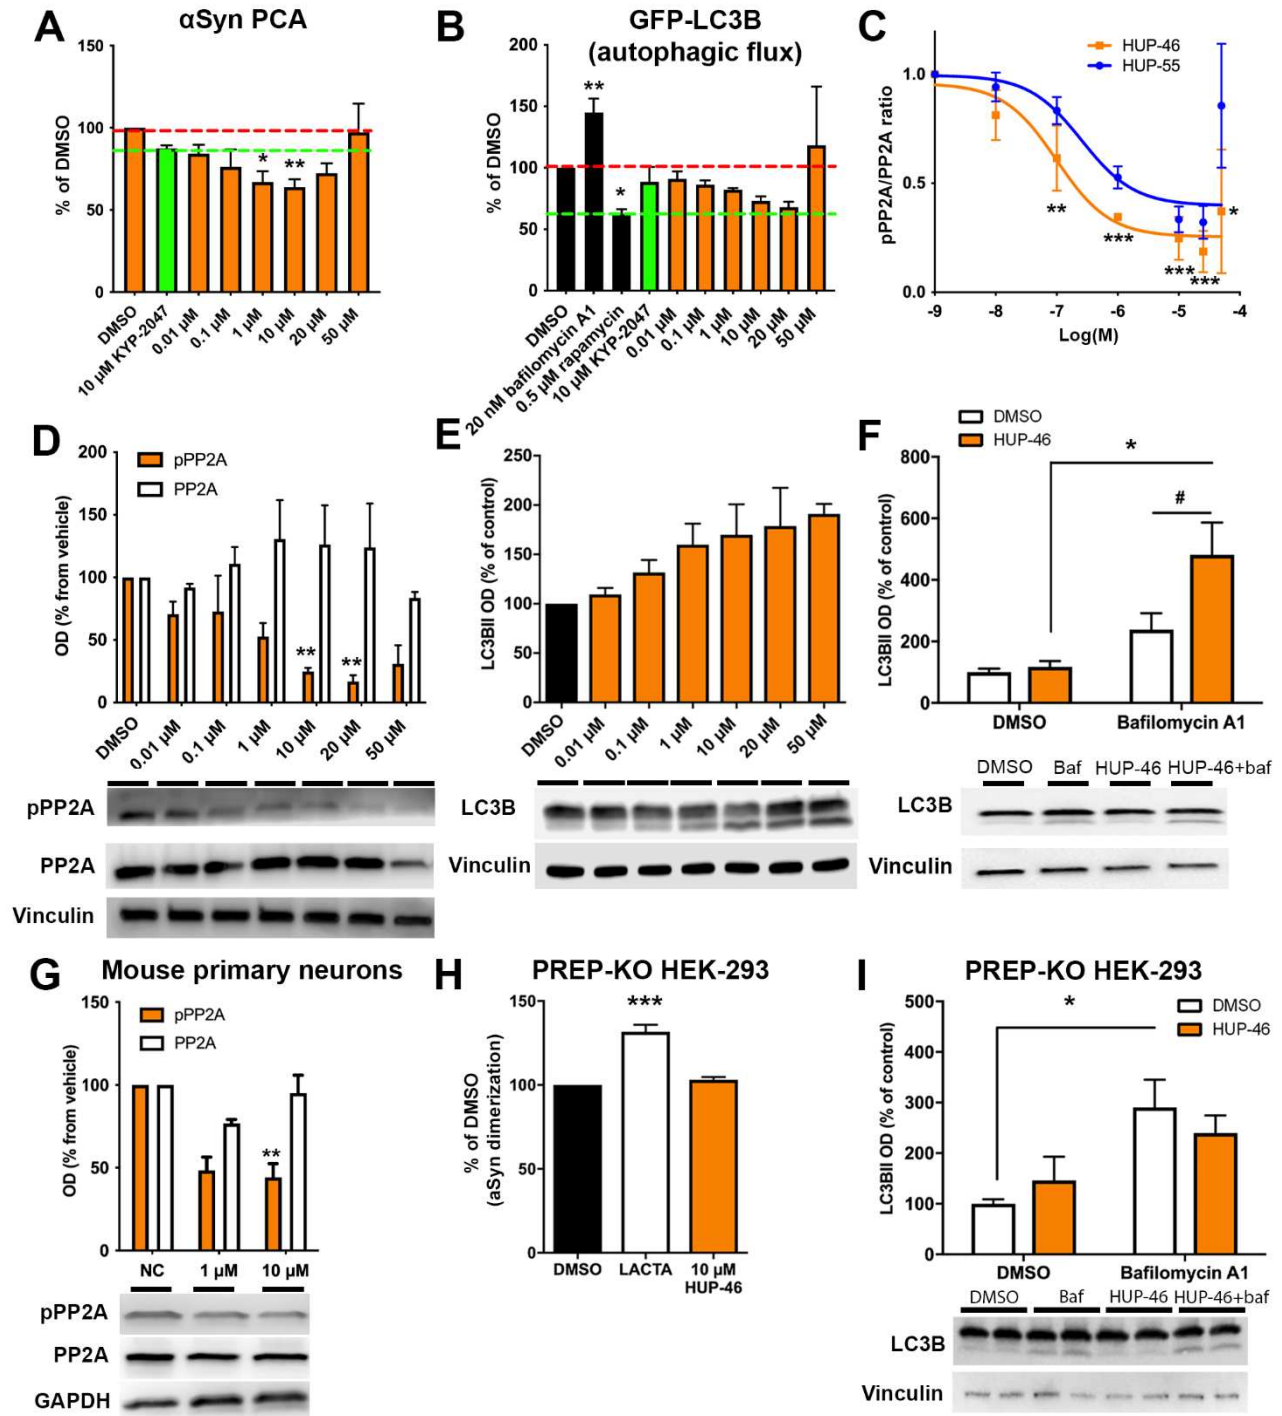 A
αSyn PCA
% of DMSO
150
100
50
0
*
**
DMSO
10 µM KYP-2047
0.01 µM
0.1 µM
1 µM
10 µM
20 µM
50 µM
B
GFP-LC3B
(autophagic flux)
% of DMSO
200
150
100
50
0
**
*
DMSO
20 nM bafilomycin A1
0.5 µM rapamycin
10 µM KYP-2047
0.01 µM
0.1 µM
1 µM
10 µM
20 µM
50 µM
C
HUP-46
HUP-55
pPP2A/PP2A ratio
1.0
0.5
0.0
**
***
***
***
*
-9
-8
-7
-6
-5
-4
Log(M)
D
pPP2A
PP2A
OD (% from vehicle)
200
150
100
50
0
**
**
DMSO
0.01 µM
0.1 µM
1 µM
10 µM
20 µM
50 µM
pPP2A
PP2A
Vinculin
E
LC3BII OD (% of control)
250
200
150
100
50
0
DMSO
0.01 µM
0.1 µM
1 µM
10 µM
20 µM
50 µM
LC3B
Vinculin
F
DMSO
HUP-46
LC3BII OD (% of control)
800
600
400
200
0
*
#
DMSO
Bafilomycin A1
DMSO Baf HUP-46 HUP-46+baf
LC3B
Vinculin
G
Mouse primary neurons
pPP2A
PP2A
OD (% from vehicle)
150
100
50
0
**
NC
1 µM
10 µM
pPP2A
PP2A
GAPDH
H
PREP-KO HEK-293
% of DMSO
(aSyn dimerization)
150
100
50
0
***
DMSO
LACTA
10 µM
HUP-46
I
PREP-KO HEK-293
DMSO
HUP-46
LC3BII OD (% of control)
500
400
300
200
100
0
*
DMSO
Bafilomycin A1
DMSO Baf HUP-46 HUP-46+baf
LC3B
Vinculin